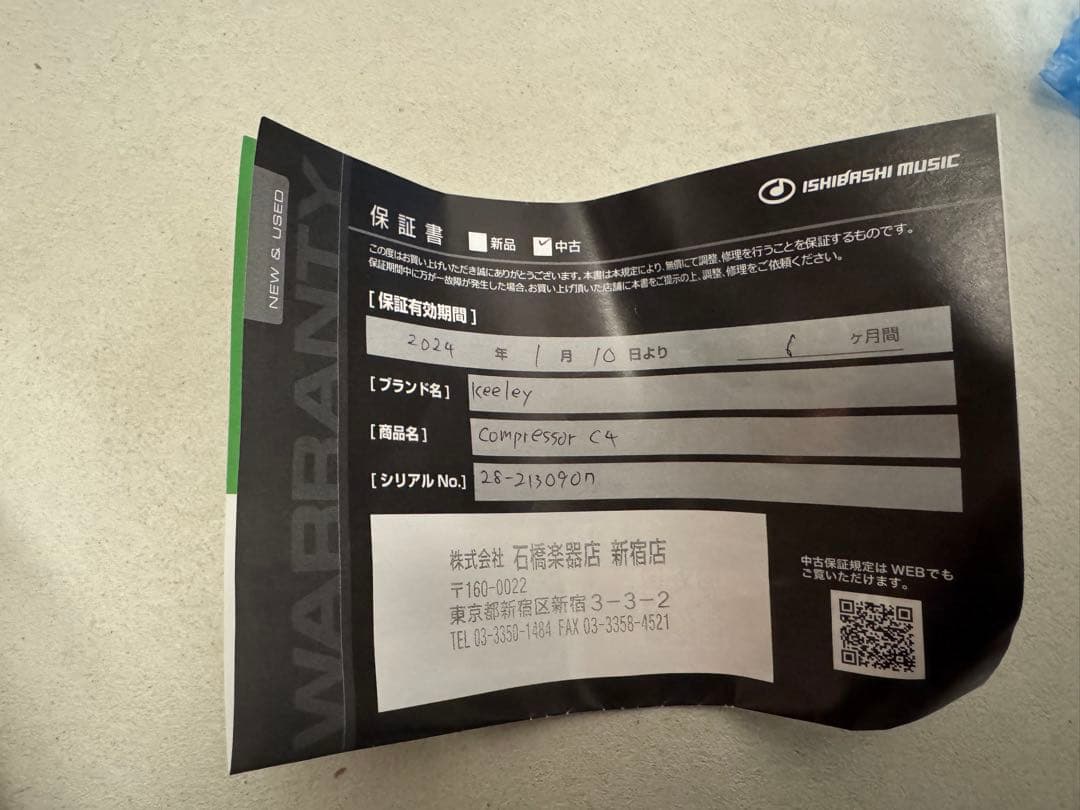 ISHIBASHI MUSIC
WARRANTY
NEW & USED
保証書 新品 ✓ 中古
この度はお買い上げいただき誠にありがとうございます。本書は本規定により、無償にて調整、修理を行うことを保証するものです。
保証期間中に万が一故障が発生した場合、お買い上げ頂いた店舗に本書をご提示の上、調整、修理をご依頼ください。
[保証有効期間]
2024 年 1 月 10 日より 6 ヶ月間
[ブランド名] Keeley
[商品名] Compressor C4
[シリアル No.] 28-213090n
株式会社 石橋楽器店 新宿店
〒160-0022
東京都新宿区新宿3-3-2
TEL 03-3350-1484 FAX 03-3358-4521
中古保証規定は WEBでも
ご覧いただけます。